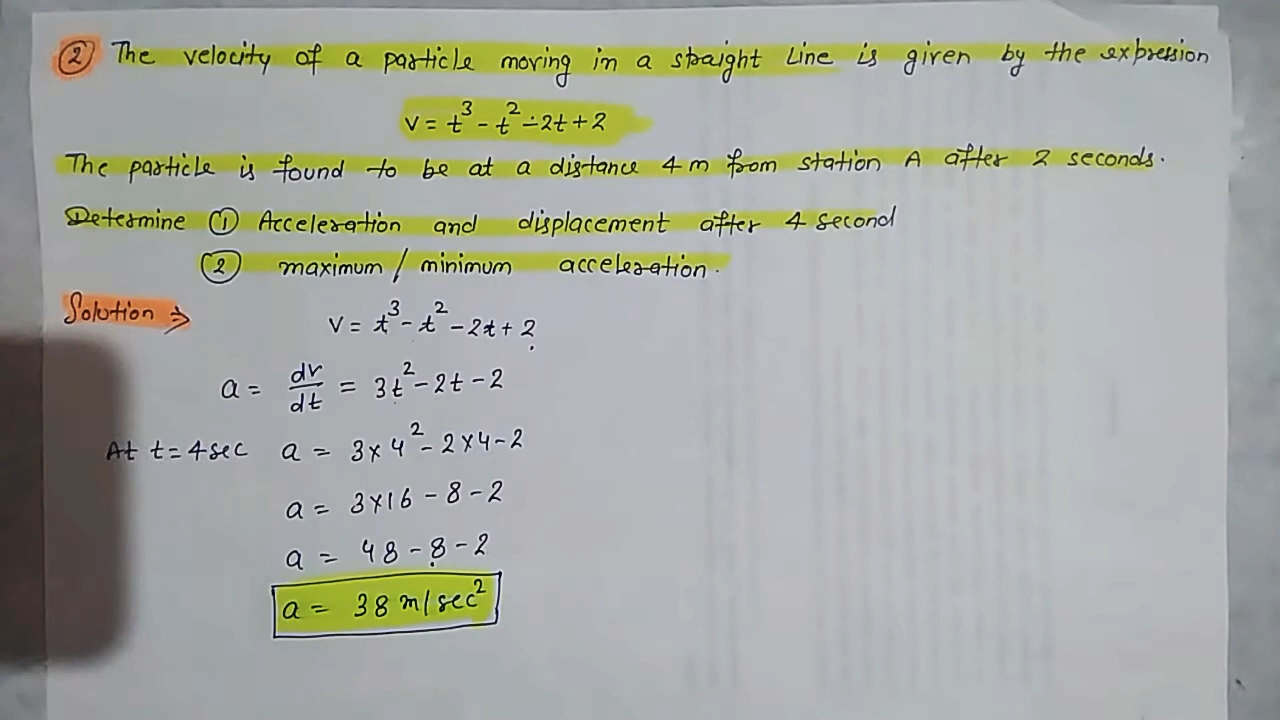 ② The velocity of a particle moving in a straight Line is given by the expression
v = t³ - t² - 2t + 2
The particle is found to be at a distance 4 m from station A after 2 seconds.
Determine ① Acceleration and displacement after 4 second
② maximum / minimum acceleration.
Solution ⇒
v = t³ - t² - 2t + 2
a = dv/dt = 3t² - 2t - 2
At t = 4 sec a = 3 x 4² - 2 x 4 - 2
a = 3 x 16 - 8 - 2
a = 48 - 8 - 2
a = 38 m/sec²